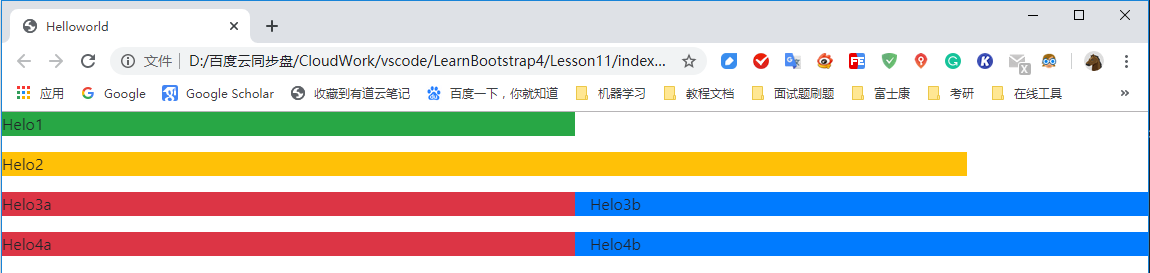 Helloworld
文件 D:/百度云同步盘/CloudWork/vscode/LearnBootstrap4/Lesson11/index...
应用 Google Google Scholar 收藏到有道云笔记 百度一下，你就知道 机器学习 教程文档 面试题刷题 富士康 考研 在线工具 »
Helo1
Helo2
Helo3a Helo3b
Helo4a Helo4b